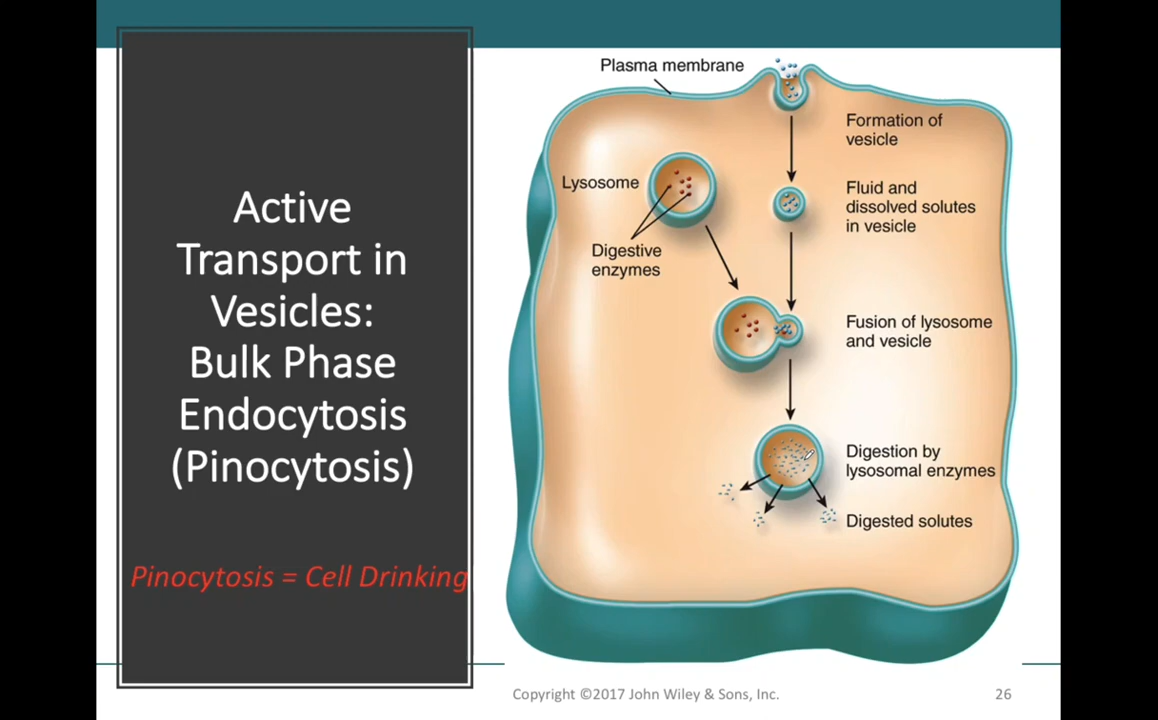 Active
Transport in
Vesicles:
Bulk Phase
Endocytosis
(Pinocytosis)
Pinocytosis = Cell Drinking
Plasma membrane
Formation of
vesicle
Lysosome
Fluid and
dissolved solutes
in vesicle
Digestive
enzymes
Fusion of lysosome
and vesicle
Digestion by
lysosomal enzymes
Digested solutes
Copyright ©2017 John Wiley & Sons, Inc.
26